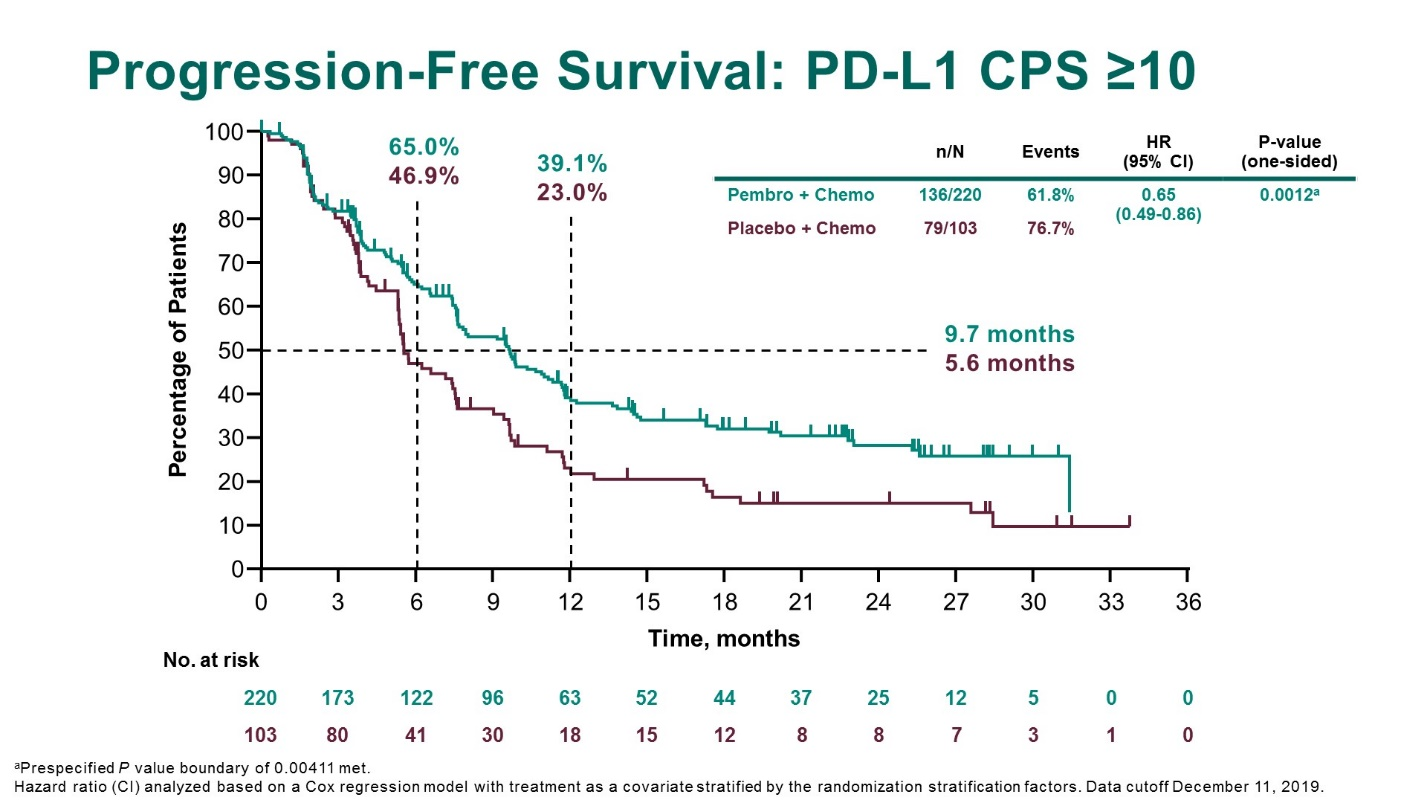 Progression-Free Survival: PD-L1 CPS ≥10
Percentage of Patients
100
90
80
70
60
50
40
30
20
10
0
65.0%
46.9%
39.1%
23.0%
n/N Events HR (95% CI) P-value (one-sided)
Pembro + Chemo 136/220 61.8% 0.65 (0.49-0.86) 0.0012ᵃ
Placebo + Chemo 79/103 76.7%
9.7 months
5.6 months
0 3 6 9 12 15 18 21 24 27 30 33 36
Time, months
No. at risk
220 173 122 96 63 52 44 37 25 12 5 0 0
103 80 41 30 18 15 12 8 8 7 3 1 0
ᵃPrespecified P value boundary of 0.00411 met.
Hazard ratio (CI) analyzed based on a Cox regression model with treatment as a covariate stratified by the randomization stratification factors. Data cutoff December 11, 2019.